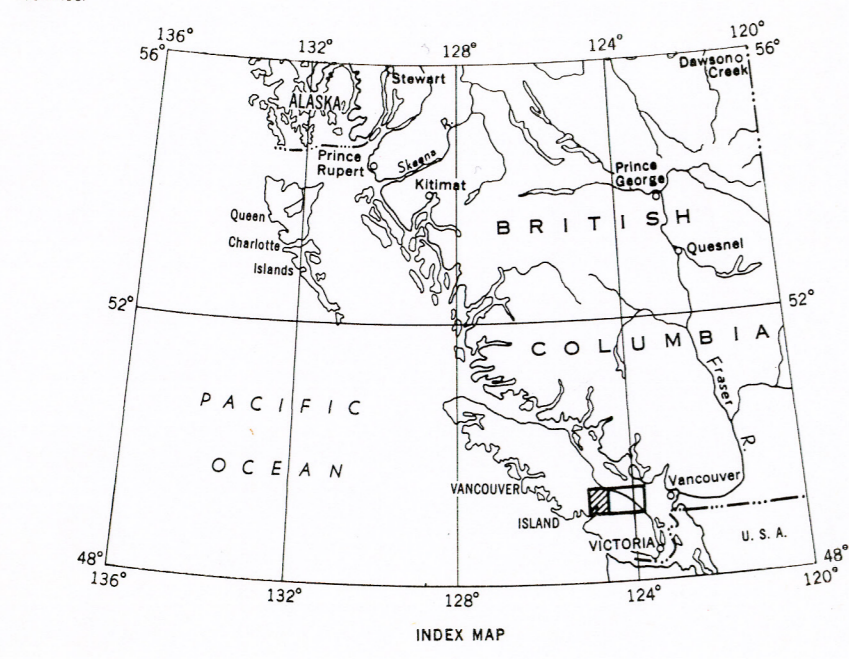 136°
132°
128°
124°
120°
56°
56°
Dawson
Creek
Stewart
ALASKA
R.
Skeena
Prince
Rupert
Kitimat
Prince
George
Queen
Charlotte
Islands
BRITISH
Quesnel
52°
52°
COLUMBIA
Fraser
R.
PACIFIC
OCEAN
VANCOUVER
ISLAND
Vancouver
VICTORIA
U. S. A.
48°
48°
136°
132°
128°
124°
120°
INDEX MAP